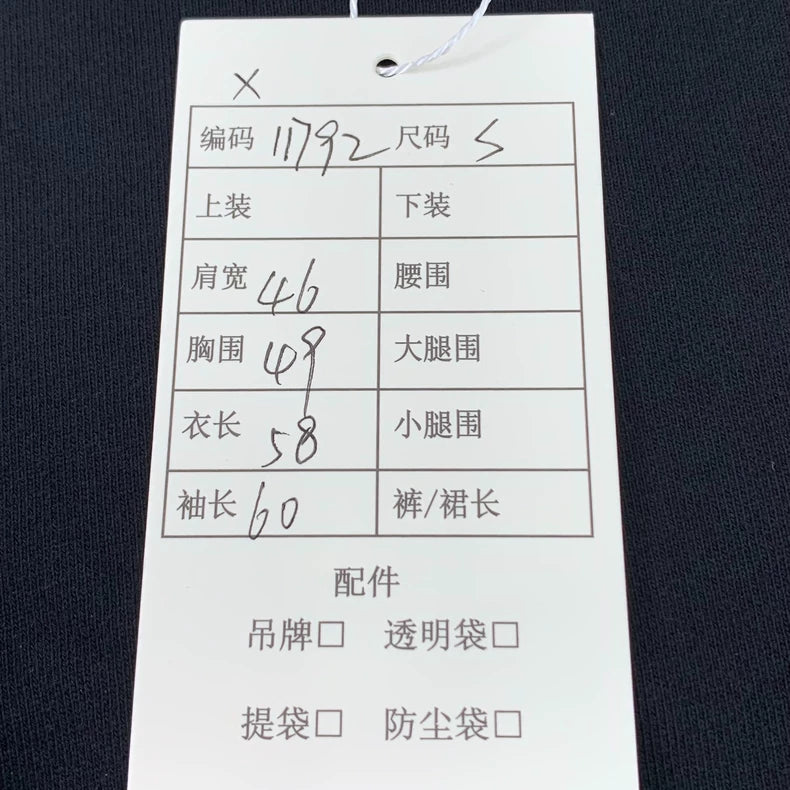 X
编码 11792 尺码 S
上装 下装
肩宽 46 腰围
胸围 49 大腿围
衣长 58 小腿围
袖长 60 裤/裙长
配件
吊牌□ 透明袋□
提袋□ 防尘袋□